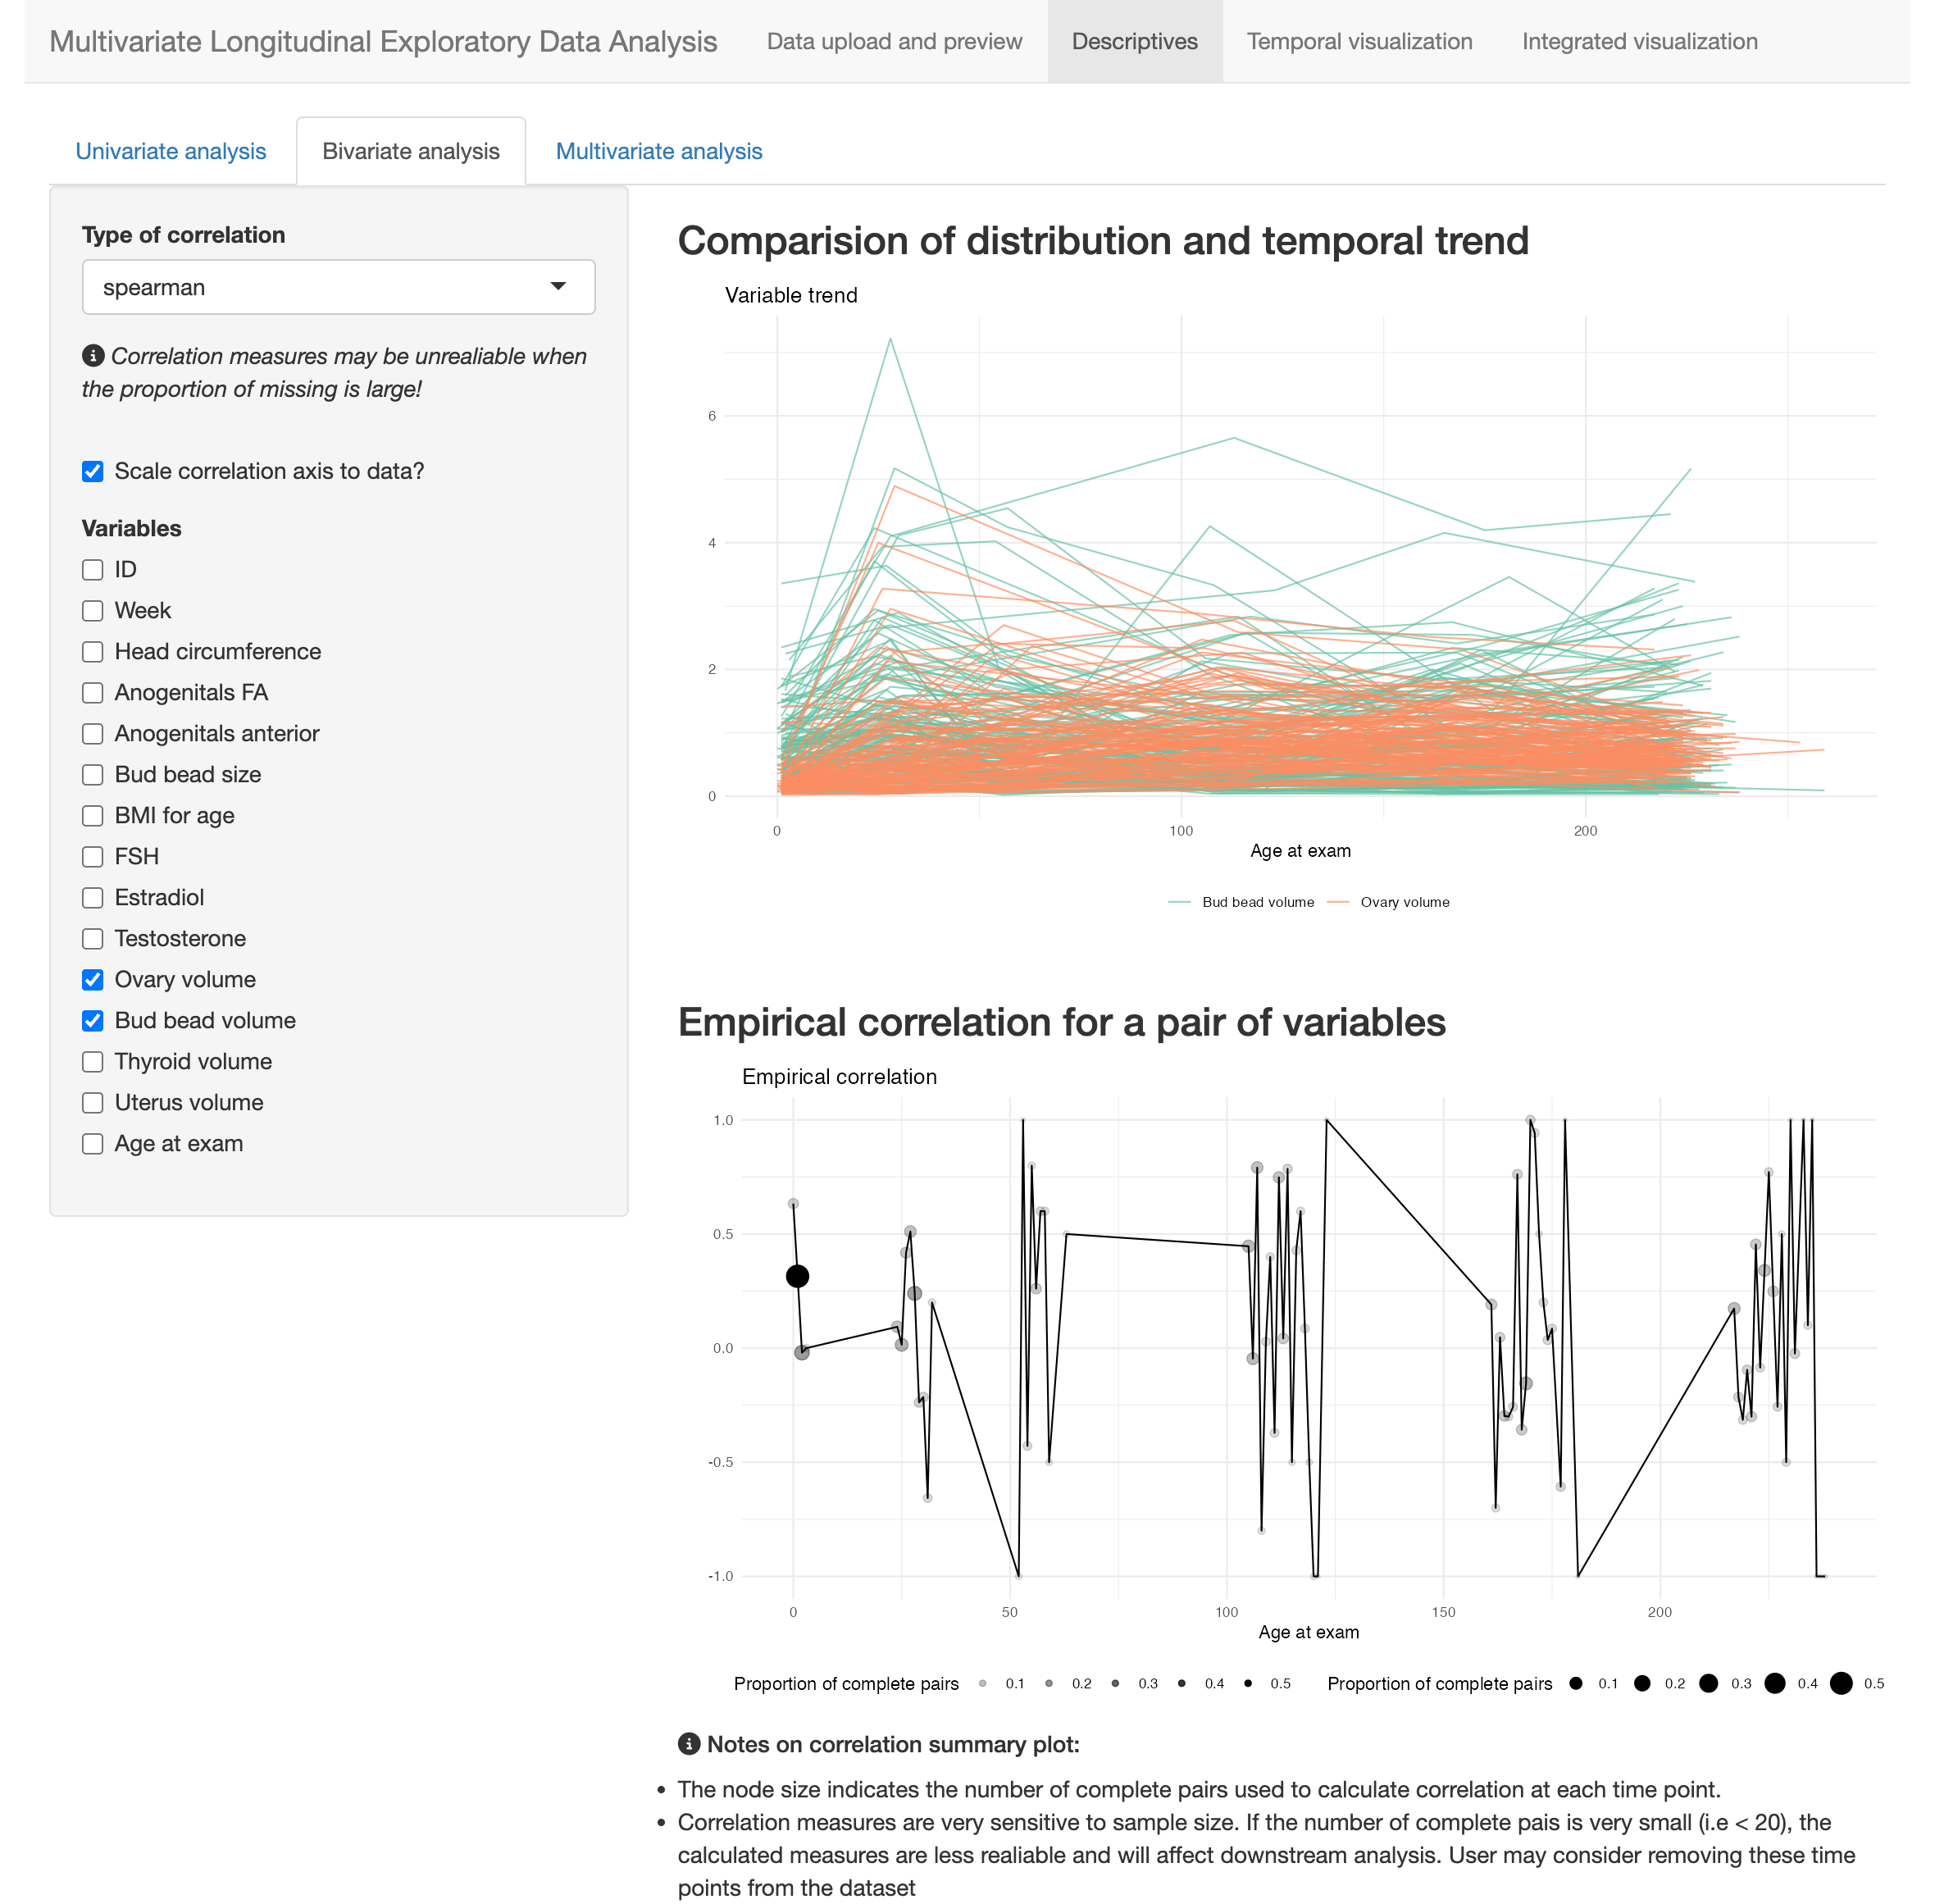 Multivariate Longitudinal Exploratory Data Analysis Data upload and preview Descriptives Temporal visualization Integrated visualization
Univariate analysis Bivariate analysis Multivariate analysis
Type of correlation
spearman
Correlation measures may be unrealiable when
the proportion of missing is large!
Scale correlation axis to data?
Variables
ID
Week
Head circumference
Anogenitals FA
Anogenitals anterior
Bud bead size
BMI for age
FSH
Estradiol
Testosterone
Ovary volume
Bud bead volume
Thyroid volume
Uterus volume
Age at exam
Comparision of distribution and temporal trend
Variable trend
6
4
2
0
0 100 200
Age at exam
Bud bead volume Ovary volume
Empirical correlation for a pair of variables
Empirical correlation
1.0
0.5
0.0
-0.5
-1.0
0 50 100 150 200
Age at exam
Proportion of complete pairs 0.1 0.2 0.3 0.4 0.5 Proportion of complete pairs 0.1 0.2 0.3 0.4 0.5
Notes on correlation summary plot:
• The node size indicates the number of complete pairs used to calculate correlation at each time point.
• Correlation measures are very sensitive to sample size. If the number of complete pais is very small (i.e < 20), the
calculated measures are less realiable and will affect downstream analysis. User may consider removing these time
points from the dataset